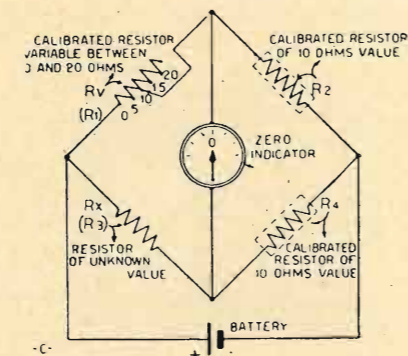 CALIBRATED RESISTOR
VARIABLE BETWEEN
0 AND 20 OHMS
Rv
(R1)
0 5 10 15 20
CALIBRATED RESISTOR
OF 10 OHMS VALUE
R2
0
ZERO
INDICATOR
Rx
(R3)
RESISTOR
OF UNKNOWN
VALUE
R4
CALIBRATED
RESISTOR OF
10 OHMS VALUE
BATTERY
+
-C-